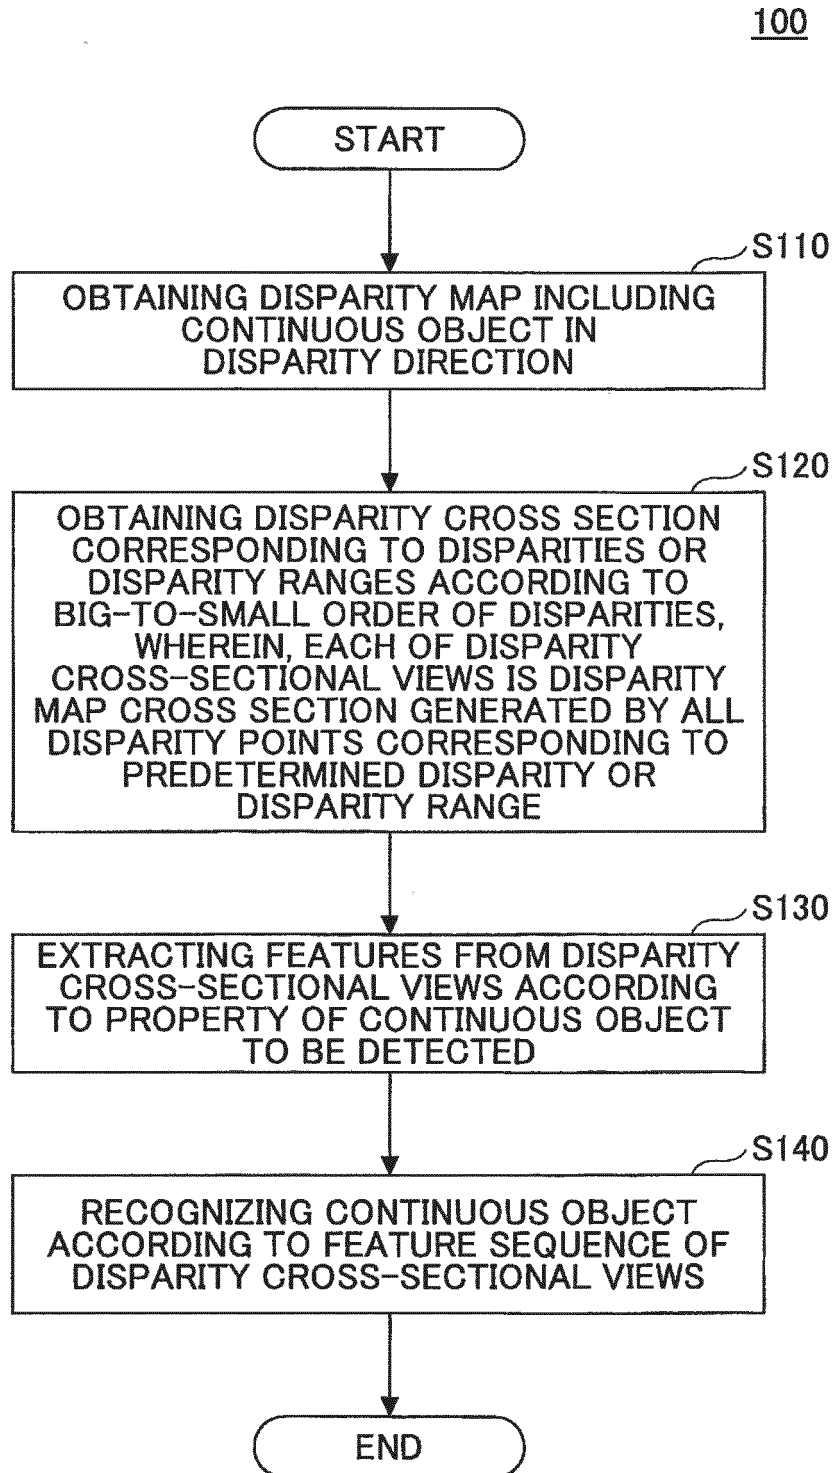 100
START
S110
OBTAINING DISPARITY MAP INCLUDING
CONTINUOUS OBJECT IN
DISPARITY DIRECTION
S120
OBTAINING DISPARITY CROSS SECTION
CORRESPONDING TO DISPARITIES OR
DISPARITY RANGES ACCORDING TO
BIG-TO-SMALL ORDER OF DISPARITIES,
WHEREIN, EACH OF DISPARITY
CROSS-SECTIONAL VIEWS IS DISPARITY
MAP CROSS SECTION GENERATED BY ALL
DISPARITY POINTS CORRESPONDING TO
PREDETERMINED DISPARITY OR
DISPARITY RANGE
S130
EXTRACTING FEATURES FROM DISPARITY
CROSS-SECTIONAL VIEWS ACCORDING
TO PROPERTY OF CONTINUOUS OBJECT
TO BE DETECTED
S140
RECOGNIZING CONTINUOUS OBJECT
ACCORDING TO FEATURE SEQUENCE OF
DISPARITY CROSS-SECTIONAL VIEWS
END